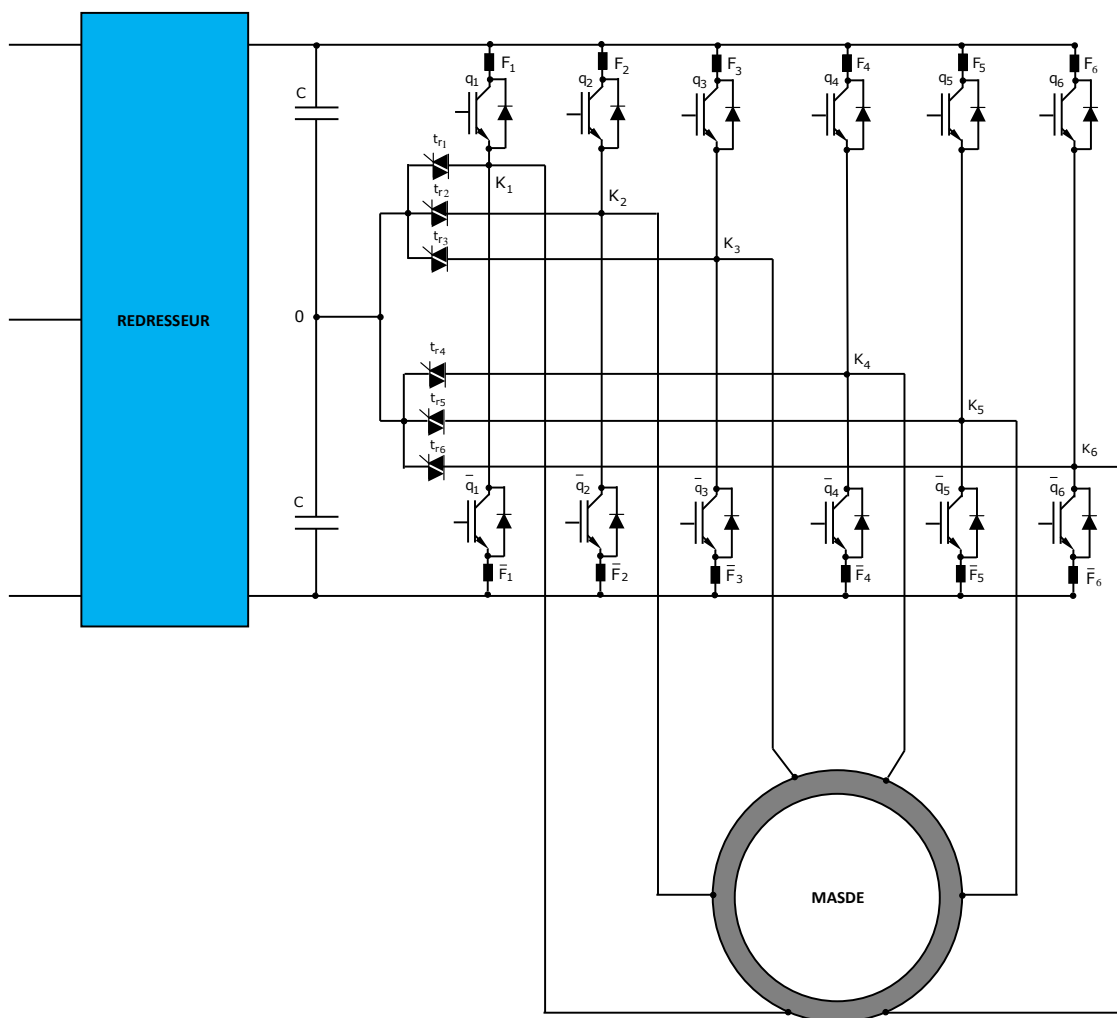 F₁
F₂
F₃
F₄
F₅
F₆
q₁
q₂
q₃
q₄
q₅
q₆
C
tᵣ₁
K₁
tᵣ₂
K₂
tᵣ₃
K₃
0
REDRESSEUR
tᵣ₄
K₄
tᵣ₅
K₅
tᵣ₆
K₆
C
q̄₁
q̄₂
q̄₃
q̄₄
q̄₅
q̄₆
F̄₁
F̄₂
F̄₃
F̄₄
F̄₅
F̄₆
MASDE